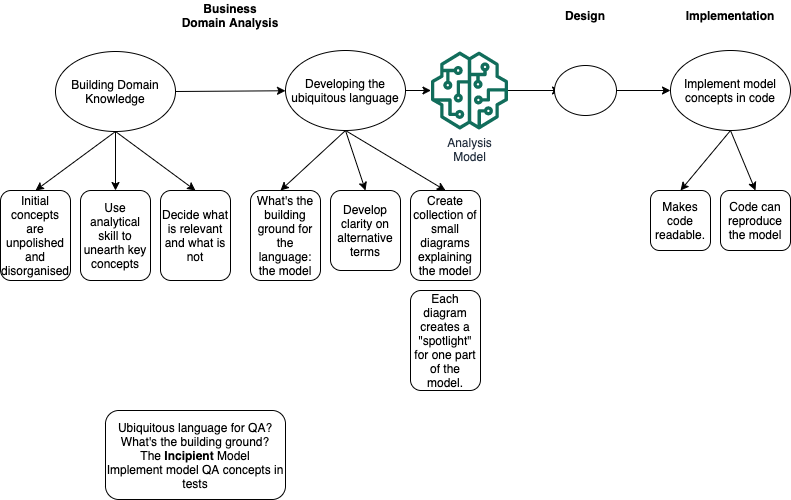 Business
Domain Analysis
Design
Implementation
Building Domain
Knowledge
Developing the
ubiquitous language
Analysis
Model
Implement model
concepts in code
Initial
concepts
are
unpolished
and
disorganised
Use
analytical
skill to
unearth key
concepts
Decide what
is relevant
and what is
not
What's the
building
ground for
the
language:
the model
Develop
clarity on
alternative
terms
Create
collection of
small
diagrams
explaining
the model
Makes
code
readable.
Code can
reproduce
the model
Each
diagram
creates a
"spotlight"
for one part
of the
model.
Ubiquitous language for QA?
What's the building ground?
The Incipient Model
Implement model QA concepts in
tests